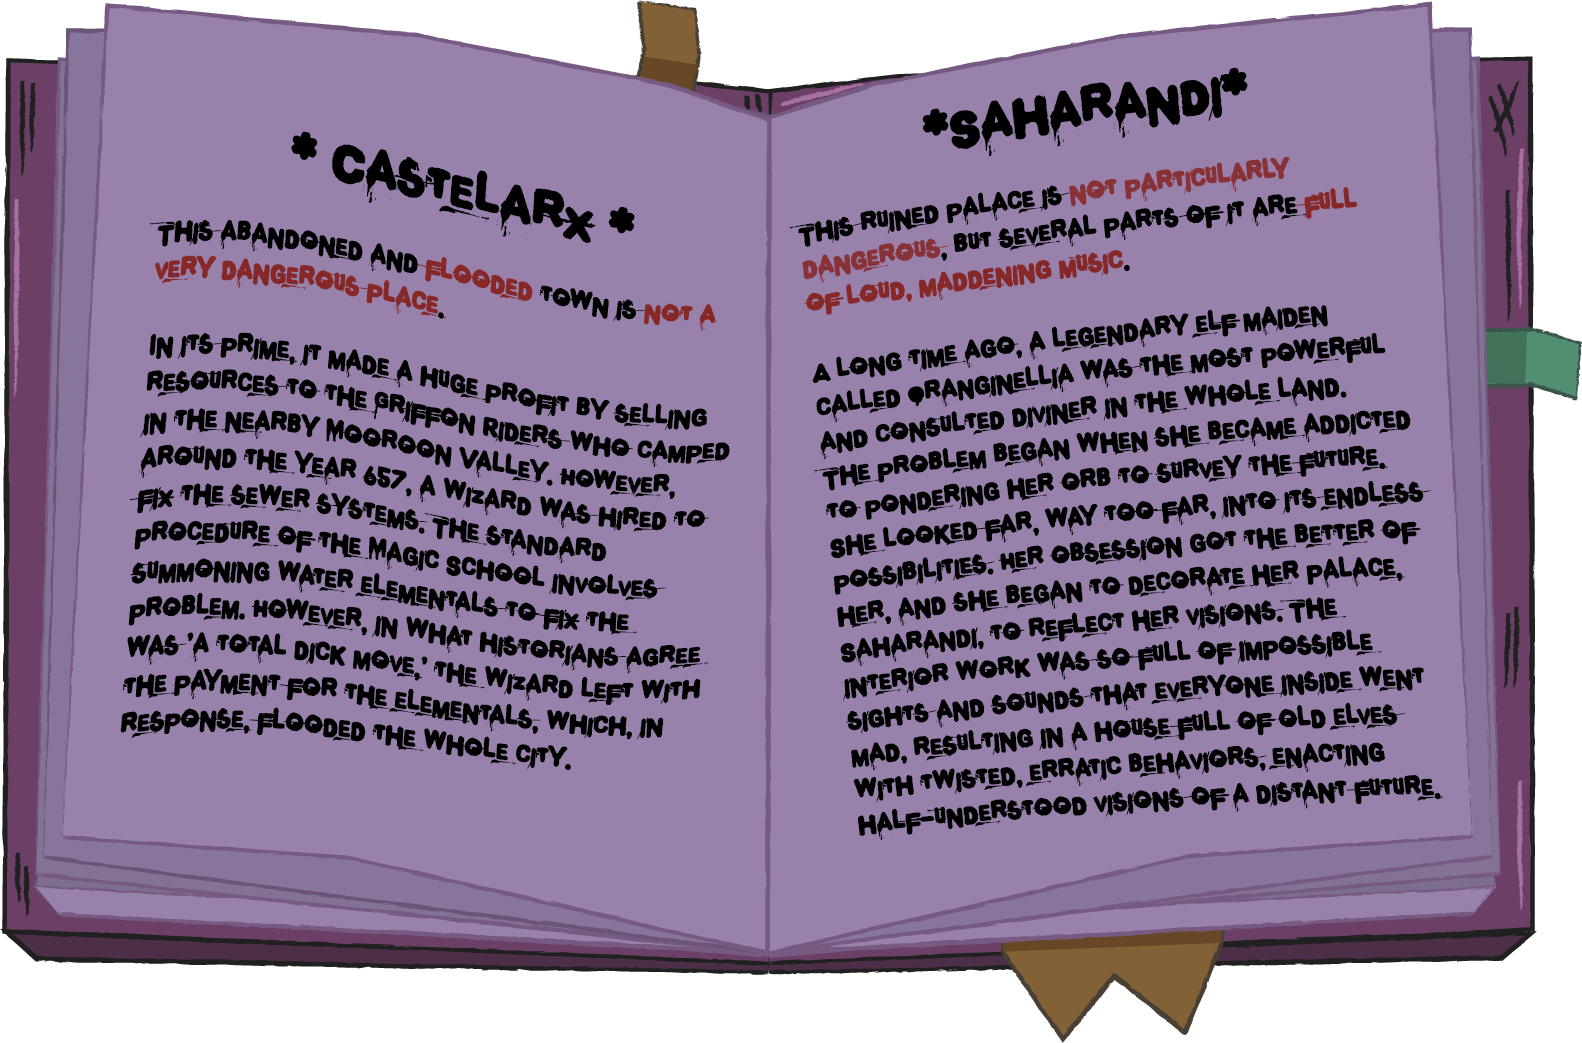 * CASTELARX *
THIS ABANDONED AND FLOODED TOWN IS NOT A
VERY DANGEROUS PLACE.
IN ITS PRIME, IT MADE A HUGE PROFIT BY SELLING
RESOURCES TO THE GRIFFON RIDERS WHO CAMPED
IN THE NEARBY MOOROON VALLEY. HOWEVER,
AROUND THE YEAR 657, A WIZARD WAS HIRED TO
FIX THE SEWER SYSTEMS. THE STANDARD
PROCEDURE OF THE MAGIC SCHOOL INVOLVES
SUMMONING WATER ELEMENTALS TO FIX THE
PROBLEM. HOWEVER, IN WHAT HISTORIANS AGREE
WAS 'A TOTAL DICK MOVE,' THE WIZARD LEFT WITH
THE PAYMENT FOR THE ELEMENTALS, WHICH, IN
RESPONSE, FLOODED THE WHOLE CITY.
*SAHARANDI*
THIS RUINED PALACE IS NOT PARTICULARLY
DANGEROUS, BUT SEVERAL PARTS OF IT ARE FULL
OF LOUD, MADDENING MUSIC.
A LONG TIME AGO, A LEGENDARY ELF MAIDEN
CALLED ORANGINELLIA WAS THE MOST POWERFUL
AND CONSULTED DIVINER IN THE WHOLE LAND.
THE PROBLEM BEGAN WHEN SHE BECAME ADDICTED
TO PONDERING HER ORB TO SURVEY THE FUTURE.
SHE LOOKED FAR, WAY TOO FAR, INTO ITS ENDLESS
POSSIBILITIES. HER OBSESSION GOT THE BETTER OF
HER, AND SHE BEGAN TO DECORATE HER PALACE,
SAHARANDI, TO REFLECT HER VISIONS. THE
INTERIOR WORK WAS SO FULL OF IMPOSSIBLE
SIGHTS AND SOUNDS THAT EVERYONE INSIDE WENT
MAD, RESULTING IN A HOUSE FULL OF OLD ELVES
WITH TWISTED, ERRATIC BEHAVIORS, ENACTING
HALF-UNDERSTOOD VISIONS OF A DISTANT FUTURE.